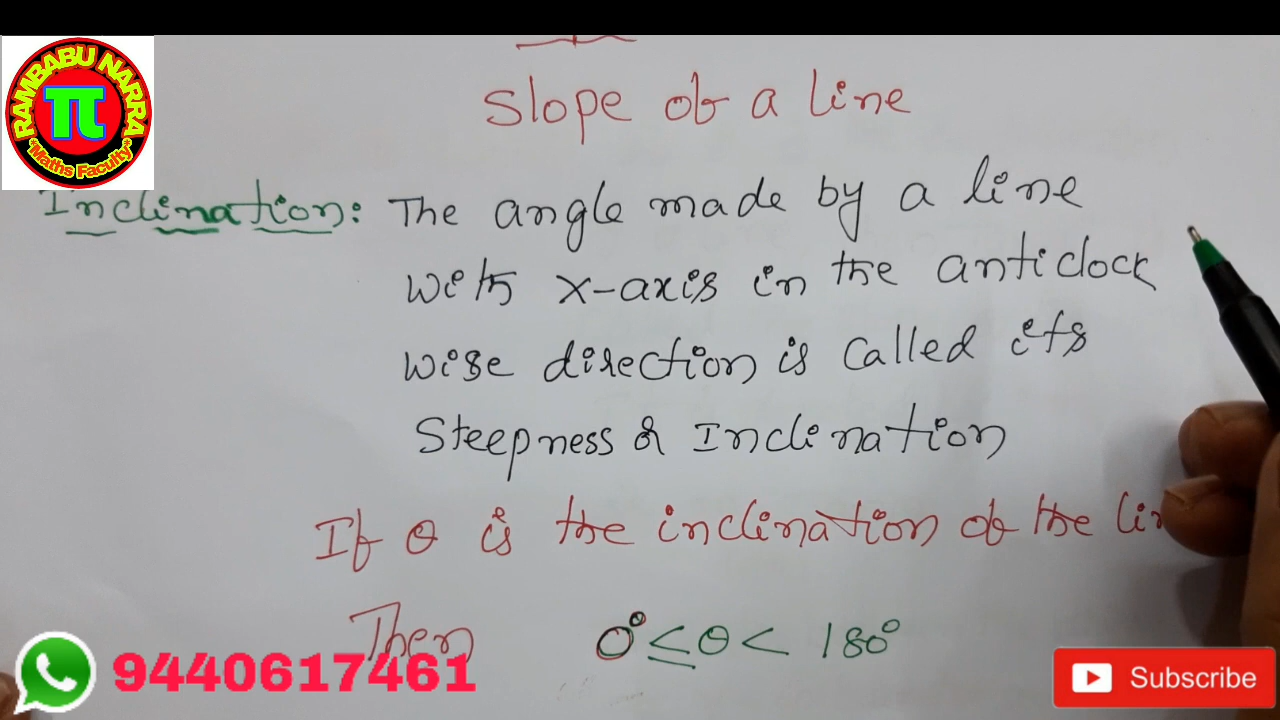 RAMBABU NARRA
π
*Maths Faculty*
Slope of a line
Inclination: The angle made by a line
with x-axis in the anticlock
wise direction is called its
Steepness or Inclination
If θ is the inclination of the
Then 0° ≤ θ < 180°
9440617461
Subscribe